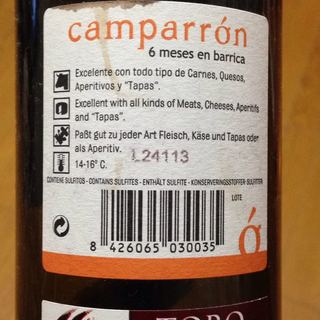 camparrón
6 meses en barrica
Excelente con todo tipo de Carnes, Quesos,
Aperitivos y "Tapas".
Excellent with all kinds of Meats, Cheeses, Aperitifs
and "Tapas".
Paßt gut zu jeder Art Fleisch, Käse und Tapas oder
als Aperitiv.
L24113
14-16° C.
CONTIENE SULFITOS - CONTAINS SULFITES - ENTHÄLT SULFITE - KONSERVERINGSSTOFFER-SULFITTER
LOTE
ó
8 426065 030035
TORO